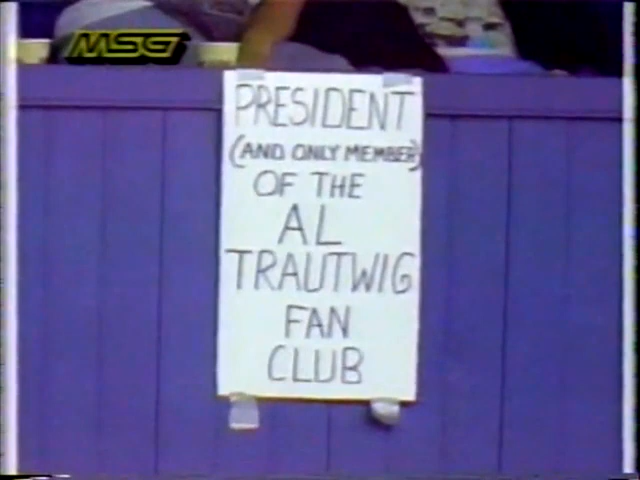 MSG
PRESIDENT
(AND ONLY MEMBER)
OF THE
AL
TRAUTWIG
FAN
CLUB